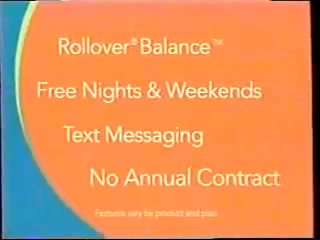 Rollover® Balance™
Free Nights & Weekends
Text Messaging
No Annual Contract
Features vary by product and plan.